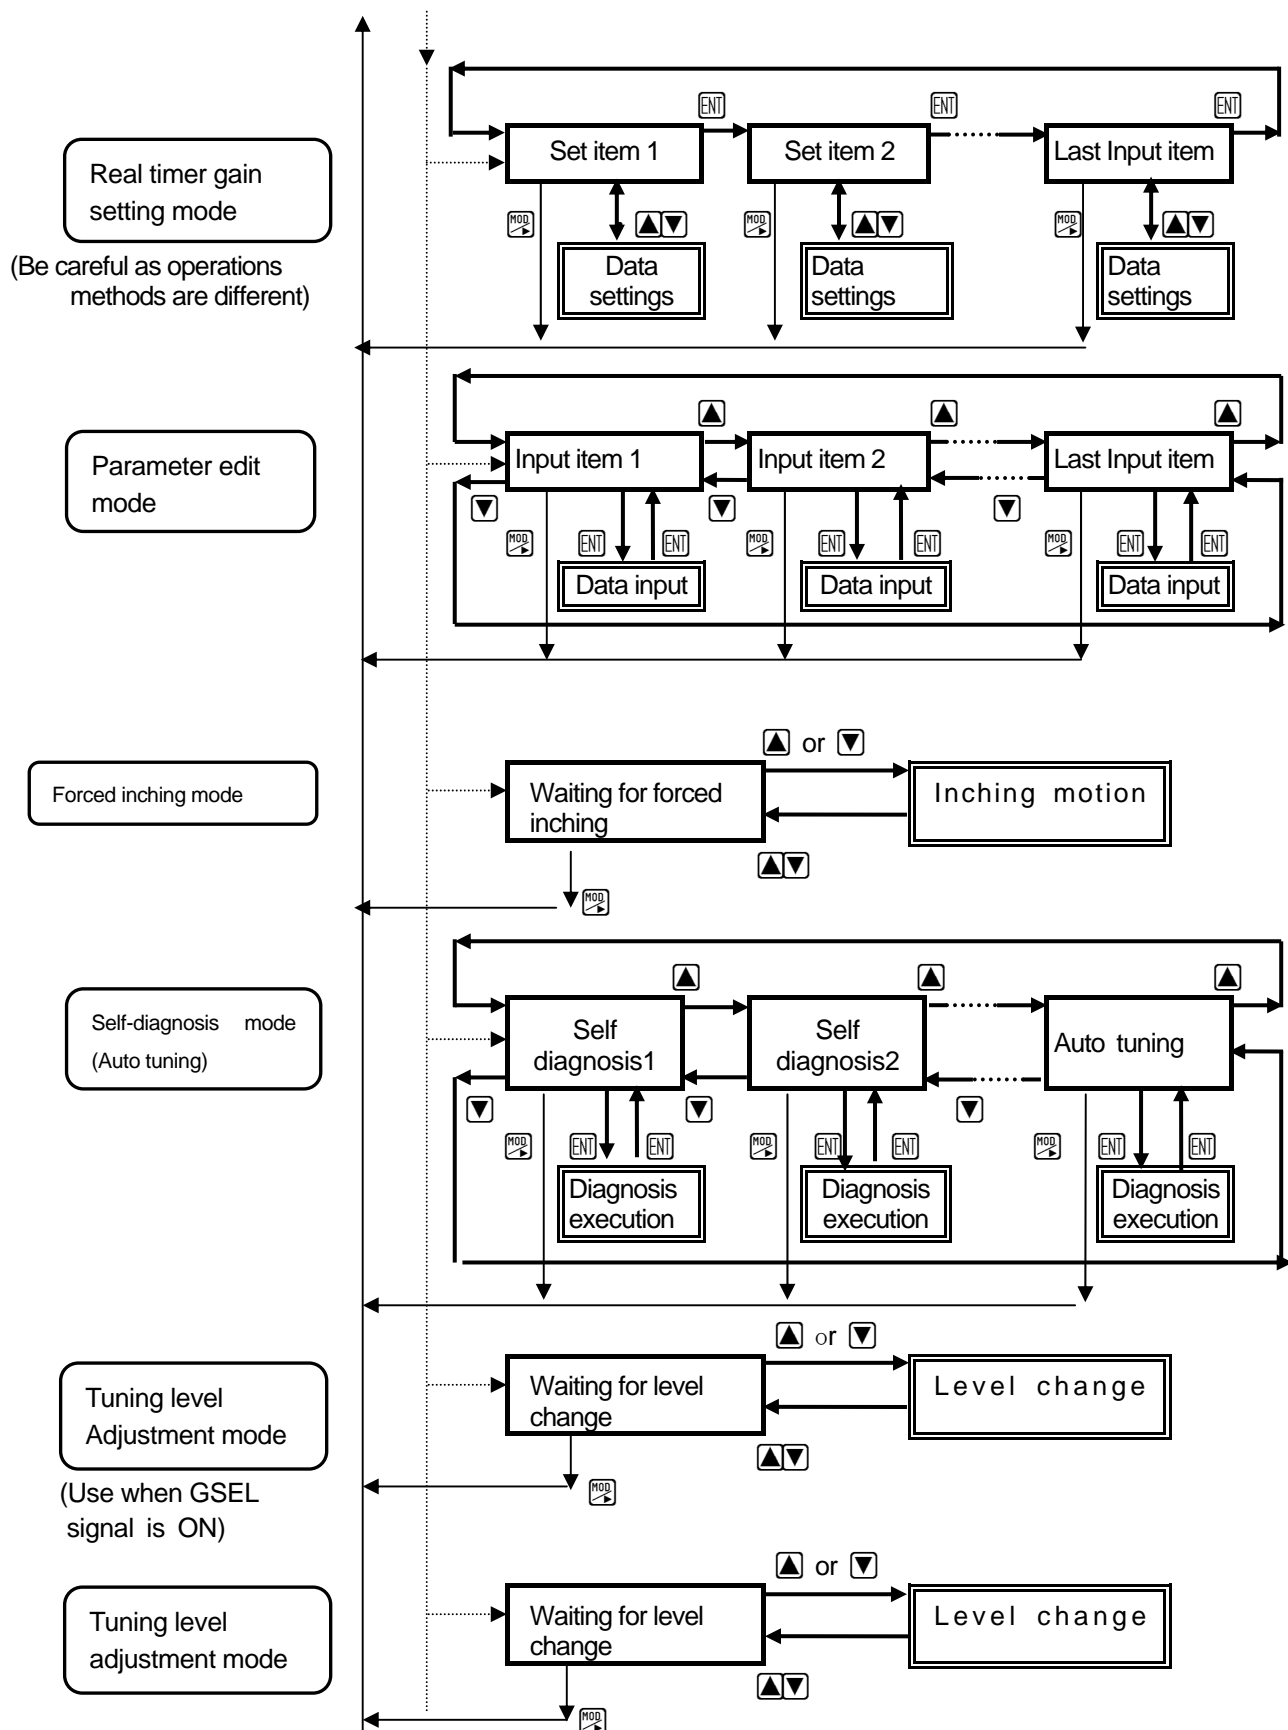 ENT ENT ENT
Set item 1 Set item 2 Last Input item
Real timer gain
setting mode
MOD ▲▼ MOD ▲▼ MOD ▲▼
(Be careful as operations
methods are different)
Data
settings
Data
settings
Data
settings
▲ ▲ ▲
Parameter edit
mode
Input item 1 Input item 2 Last Input item
▼ ▼ ▼
MOD ENT ENT MOD ENT ENT MOD ENT ENT
Data input Data input Data input
▲ or ▼
Forced inching mode
Waiting for forced
inching
Inching motion
▲▼
MOD
▲ ▲ ▲
Self-diagnosis mode
(Auto tuning)
Self
diagnosis1
Self
diagnosis2
Auto tuning
▼ ▼ ▼
MOD ENT ENT MOD ENT ENT MOD ENT ENT
Diagnosis
execution
Diagnosis
execution
Diagnosis
execution
▲ or ▼
Tuning level
Adjustment mode
Waiting for level
change
Level change
▲▼
MOD
(Use when GSEL
signal is ON)
▲ or ▼
Tuning level
adjustment mode
Waiting for level
change
Level change
▲▼
MOD